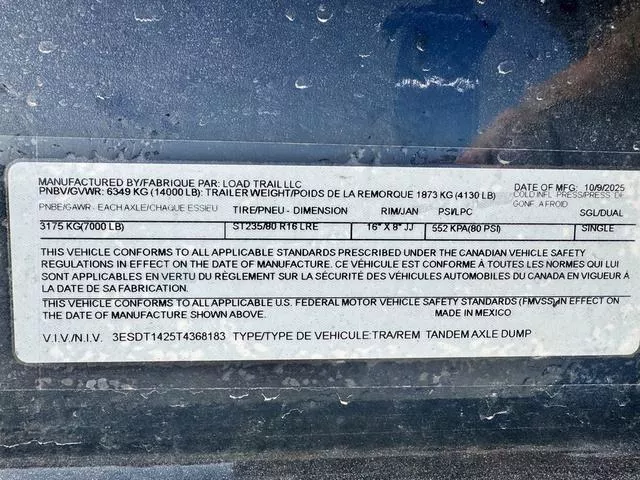 MANUFACTURED BY/FABRIQUE PAR: LOAD TRAIL LLC
PNBV/GVWR: 6349 KG (14000 LB): TRAILER WEIGHT/POIDS DE LA REMORQUE 1873 KG (4130 LB)
DATE OF MFG: 10/9/2025
PNBE/GAWR - EACH AXLE/CHAQUE ESSIEU TIRE/PNEU - DIMENSION RIM/JAN PSI/LPC COLD INFL. PRESS/PRESS. DE GONF. A FROID SGL/DUAL
3175 KG(7000 LB) ST235/80 R16 LRE 16" X 8" JJ 552 KPA(80 PSI) SINGLE
THIS VEHICLE CONFORMS TO ALL APPLICABLE STANDARDS PRESCRIBED UNDER THE CANADIAN VEHICLE SAFETY
REGULATIONS IN EFFECT ON THE DATE OF MANUFACTURE. CE VÉHICULE EST CONFORME À TOUTES LES NORMES QUI LUI
SONT APPLICABLES EN VERTU DU RÈGLEMENT SUR LA SÉCURITÉ DES VÉHICULES AUTOMOBILES DU CANADA EN VIGUEUR À
LA DATE DE SA FABRICATION.
THIS VEHICLE CONFORMS TO ALL APPLICABLE U.S. FEDERAL MOTOR VEHICLE SAFETY STANDARDS (FMVSS) IN EFFECT ON
THE DATE OF MANUFACTURE SHOWN ABOVE. MADE IN MEXICO
V.I.V./N.I.V. 3ESDT1425T4368183 TYPE/TYPE DE VEHICULE:TRA/REM TANDEM AXLE DUMP